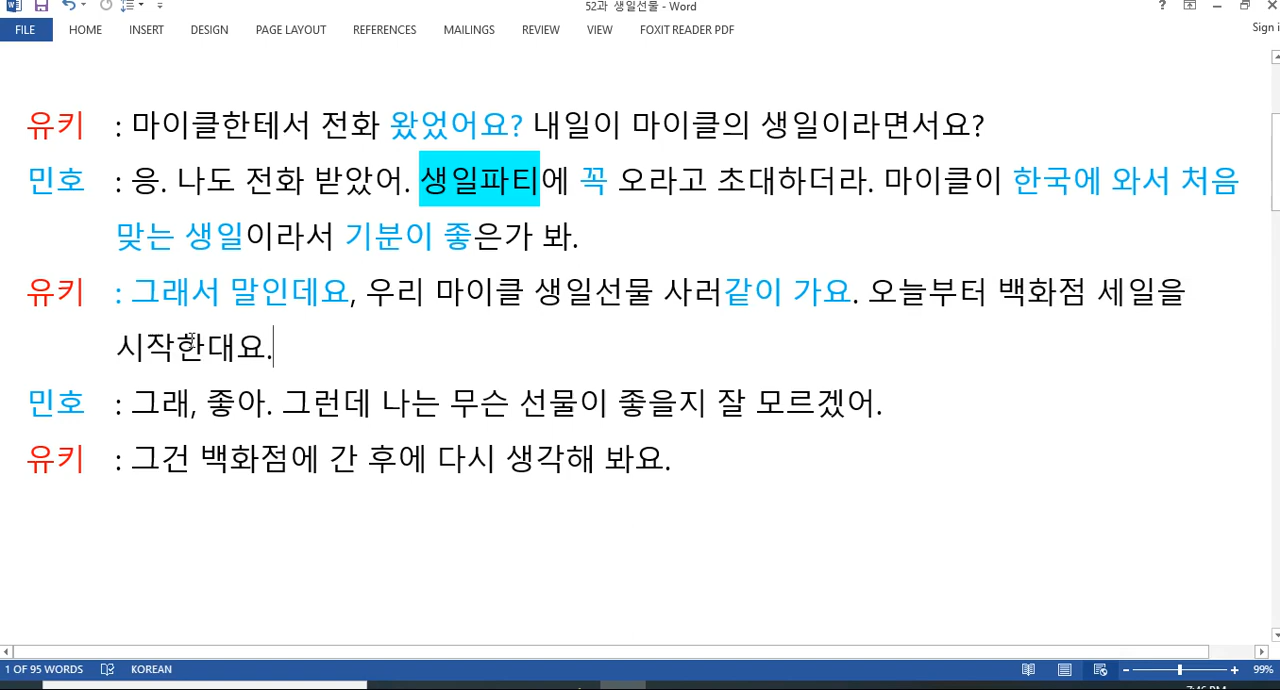 52과 생일선물 - Word
FILE HOME INSERT DESIGN PAGE LAYOUT REFERENCES MAILINGS REVIEW VIEW FOXIT READER PDF Sign i
유키 : 마이클한테서 전화 왔었어요? 내일이 마이클의 생일이라면서요?
민호 : 응. 나도 전화 받았어. 생일파티에 꼭 오라고 초대하더라. 마이클이 한국에 와서 처음
맞는 생일이라서 기분이 좋은가 봐.
유키 : 그래서 말인데요, 우리 마이클 생일선물 사러같이 가요. 오늘부터 백화점 세일을
시작한대요.
민호 : 그래, 좋아. 그런데 나는 무슨 선물이 좋을지 잘 모르겠어.
유키 : 그건 백화점에 간 후에 다시 생각해 봐요.
1 OF 95 WORDS KOREAN 99%